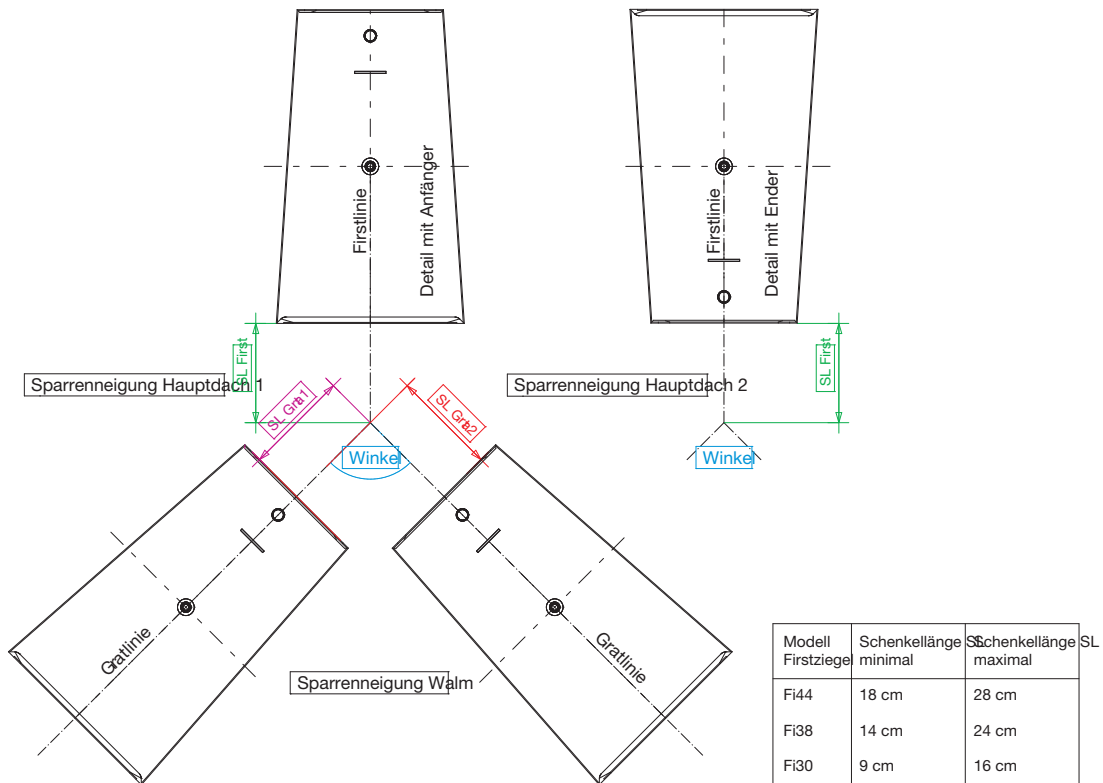 Firstlinie
Detail mit Anfänger
Firstlinie
Detail mit Ender
SL First
SL First
Sparrenneigung Hauptdach 1
Sparrenneigung Hauptdach 2
SL Grat1
SL Grat2
Winkel
Winkel
Gratlinie
Gratlinie
Sparrenneigung Walm
Modell Firstziegel
Schenkellänge SL minimal
Schenkellänge SL maximal
Fi44 18 cm 28 cm
Fi38 14 cm 24 cm
Fi30 9 cm 16 cm